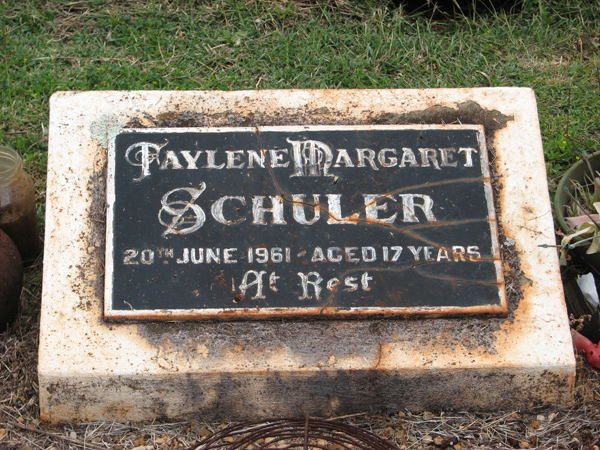 FAYLENE MARGARET
SCHULER
20TH JUNE 1961 - AGED 17 YEARS
At Rest